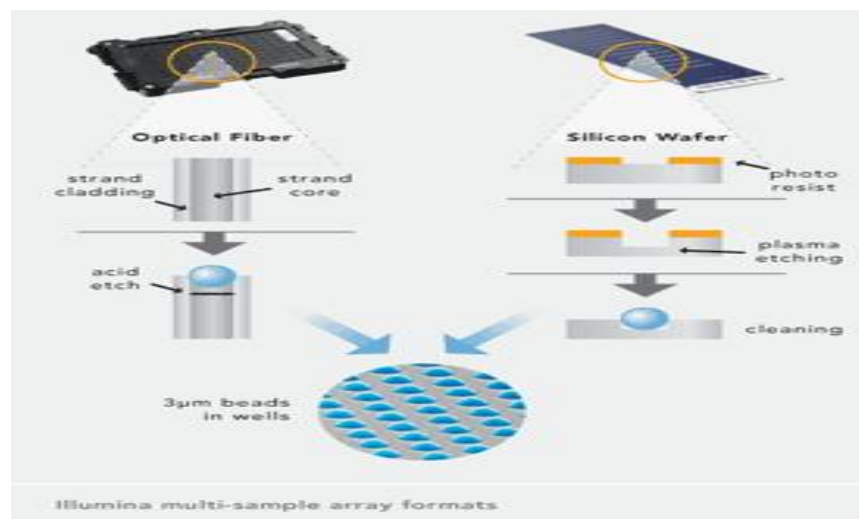 Optical Fiber
strand
cladding
strand
core
acid
etch
Silicon Wafer
photo
resist
plasma
etching
cleaning
3µm beads
in wells
Illumina multi-sample array formats